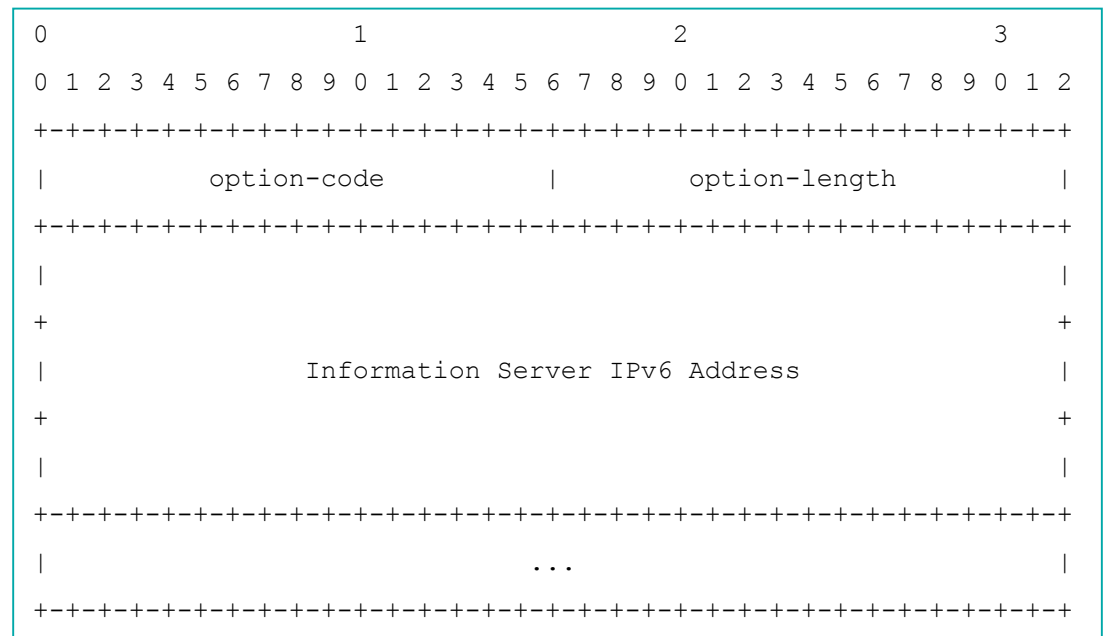 0                   1                   2                   3
0 1 2 3 4 5 6 7 8 9 0 1 2 3 4 5 6 7 8 9 0 1 2 3 4 5 6 7 8 9 0 1 2
+-+-+-+-+-+-+-+-+-+-+-+-+-+-+-+-+-+-+-+-+-+-+-+-+-+-+-+-+-+-+-+-+
|          option-code          |        option-length          |
+-+-+-+-+-+-+-+-+-+-+-+-+-+-+-+-+-+-+-+-+-+-+-+-+-+-+-+-+-+-+-+-+
|                                                               |
+                                                               +
|                Information Server IPv6 Address                |
+                                                               +
|                                                               |
+-+-+-+-+-+-+-+-+-+-+-+-+-+-+-+-+-+-+-+-+-+-+-+-+-+-+-+-+-+-+-+-+
|                              ...                              |
+-+-+-+-+-+-+-+-+-+-+-+-+-+-+-+-+-+-+-+-+-+-+-+-+-+-+-+-+-+-+-+-+